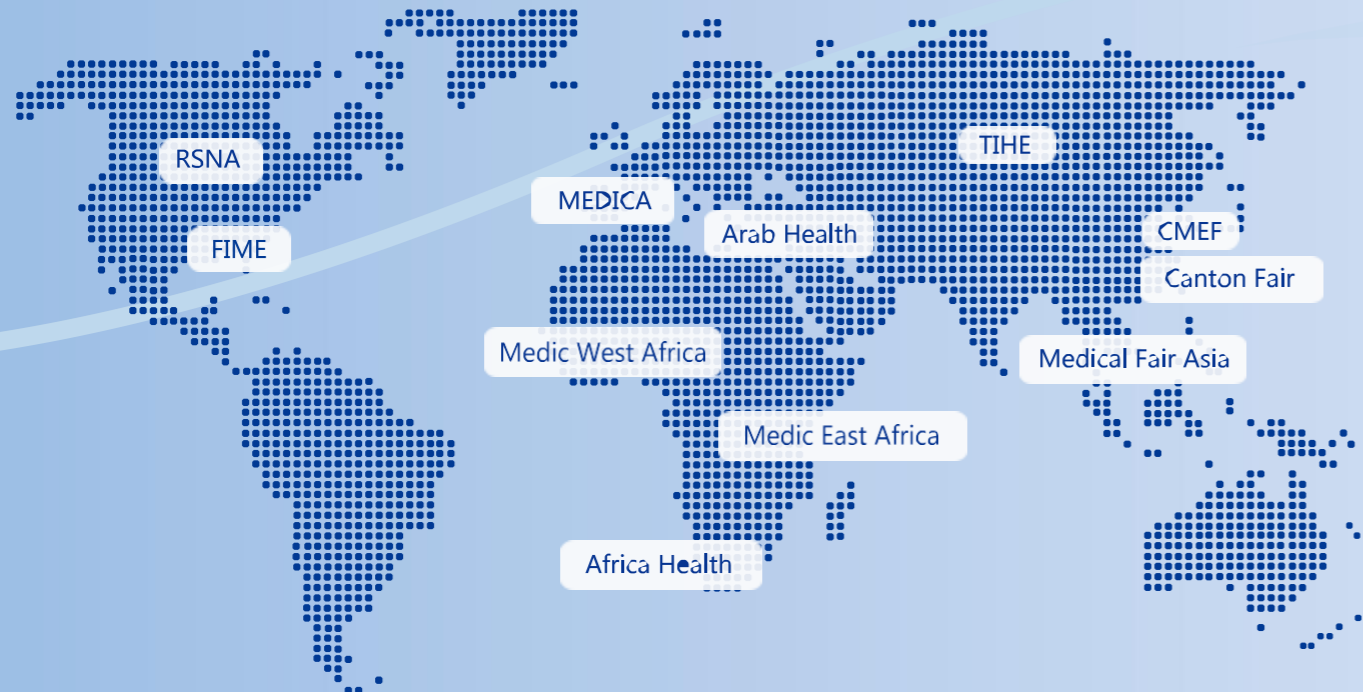 TIHE
RSNA
MEDICA
CMEF
Arab Health
FIME
Canton Fair
Medic West Africa
Medical Fair Asia
Medic East Africa
Africa Health